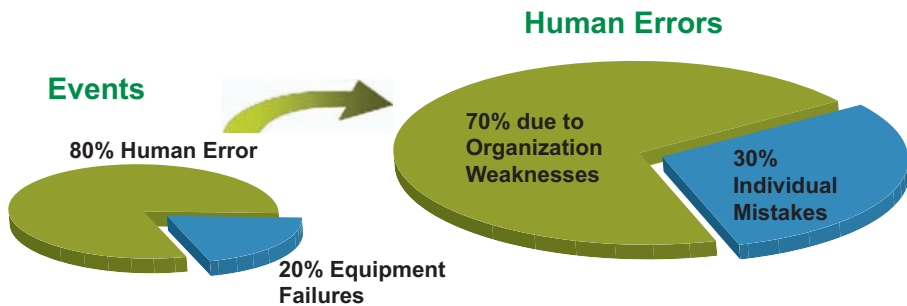 Human Errors
Events
80% Human Error
20% Equipment
Failures
70% due to
Organization
Weaknesses
30%
Individual
Mistakes